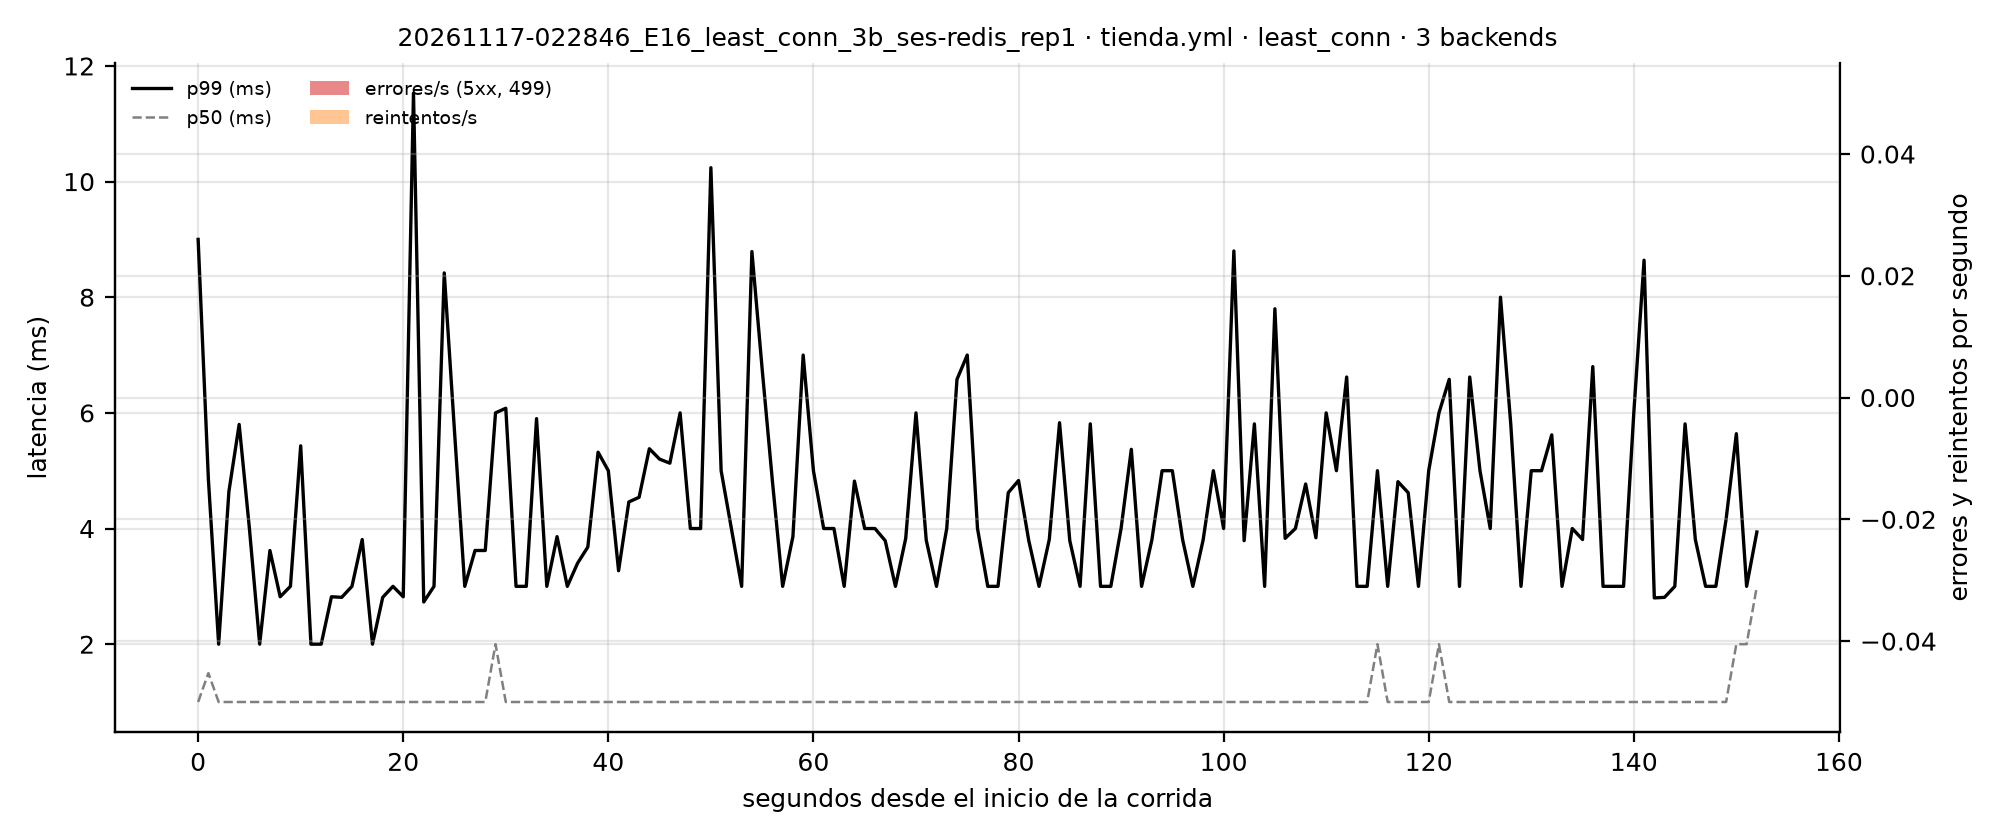 20261117-022846_E16_least_conn_3b_ses-redis_rep1 · tienda.yml · least_conn · 3 backends
p99 (ms)
p50 (ms)
errores/s (5xx, 499)
reintentos/s
latencia (ms)
12
10
8
6
4
2
0.04
0.02
0.00
−0.02
−0.04
errores y reintentos por segundo
0 20 40 60 80 100 120 140 160
segundos desde el inicio de la corrida